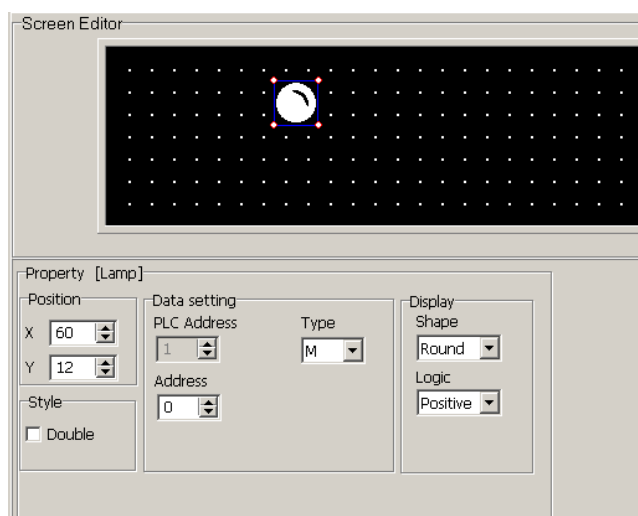 Screen Editor
Property [Lamp]
Position
X 60
Y 12
Style
Double
Data setting
PLC Address
1
Type
M
Address
0
Display
Shape
Round
Logic
Positive